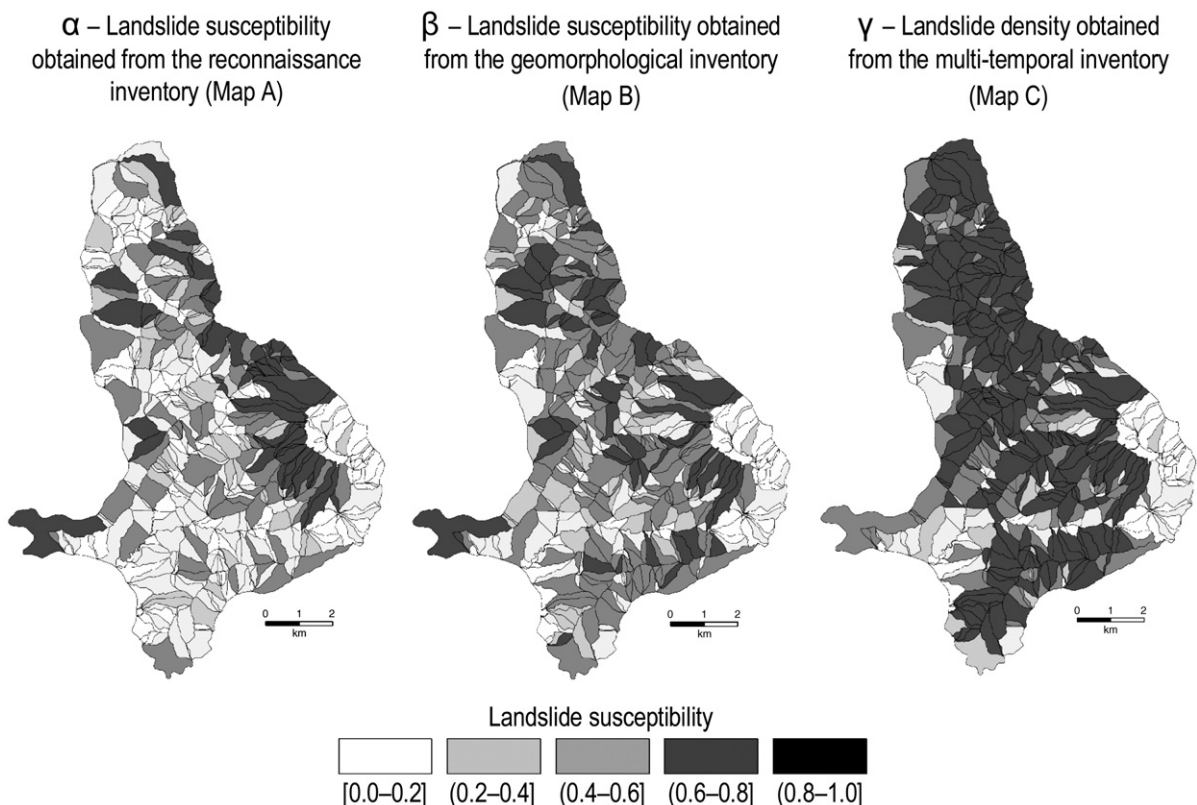 α – Landslide susceptibility
obtained from the reconnaissance
inventory (Map A)
β – Landslide susceptibility obtained
from the geomorphological inventory
(Map B)
γ – Landslide density obtained
from the multi-temporal inventory
(Map C)
0 1 2
km
0 1 2
km
0 1 2
km
Landslide susceptibility
[0.0–0.2] (0.2–0.4] (0.4–0.6] (0.6–0.8] (0.8–1.0]